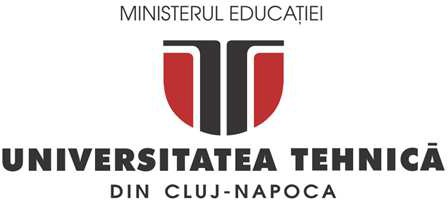 MINISTERUL EDUCAȚIEI
UNIVERSITATEA TEHNICĂ
DIN CLUJ-NAPOCA